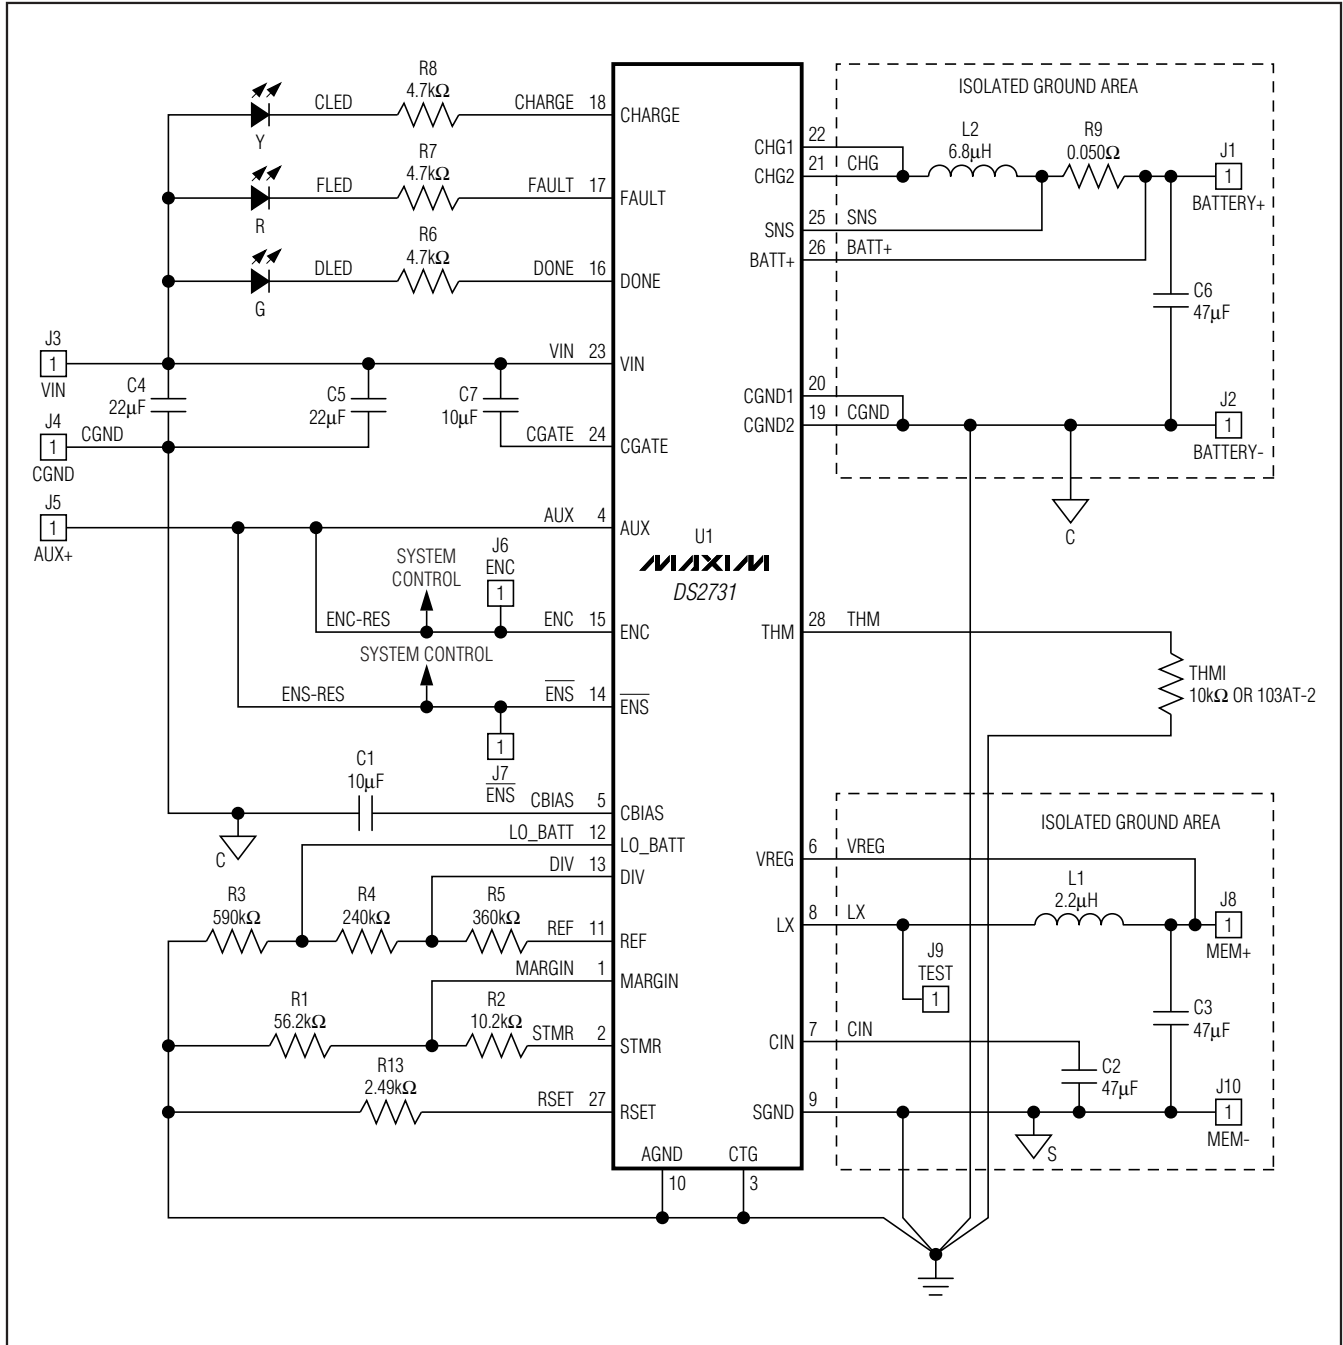 R8
4.7kΩ
CLED
CHARGE 18
CHARGE
Y
R7
4.7kΩ
FLED
FAULT 17
FAULT
R
R6
4.7kΩ
DLED
DONE 16
DONE
G
J3
1
VIN
VIN 23
VIN
C4
22µF
C5
22µF
C7
10µF
J4
1
CGND
CGND
CGATE 24
CGATE
J5
1
AUX+
AUX 4
AUX
SYSTEM
CONTROL
J6
ENC
1
ENC-RES
ENC 15
ENC
SYSTEM CONTROL
ENS-RES
ENS 14
ENS
1
J7
ENS
C1
10µF
CBIAS 5
CBIAS
C
LO_BATT 12
LO_BATT
DIV 13
DIV
R3
590kΩ
R4
240kΩ
R5
360kΩ
REF 11
REF
MARGIN 1
MARGIN
R1
56.2kΩ
R2
10.2kΩ
STMR 2
STMR
R13
2.49kΩ
RSET 27
RSET
AGND
10
CTG
3
U1
MAXIM
DS2731
ISOLATED GROUND AREA
CHG1
22
CHG2
21 CHG
L2
6.8µH
R9
0.050Ω
J1
1
BATTERY+
SNS
25 SNS
BATT+
26 BATT+
C6
47µF
CGND1
20
CGND2
19 CGND
J2
1
BATTERY-
C
THM
28 THM
THMI
10kΩ OR 103AT-2
ISOLATED GROUND AREA
VREG
6 VREG
L1
2.2µH
LX
8 LX
J8
1
MEM+
J9
TEST
1
C3
47µF
CIN
7 CIN
C2
47µF
SGND
9
S
J10
1
MEM-